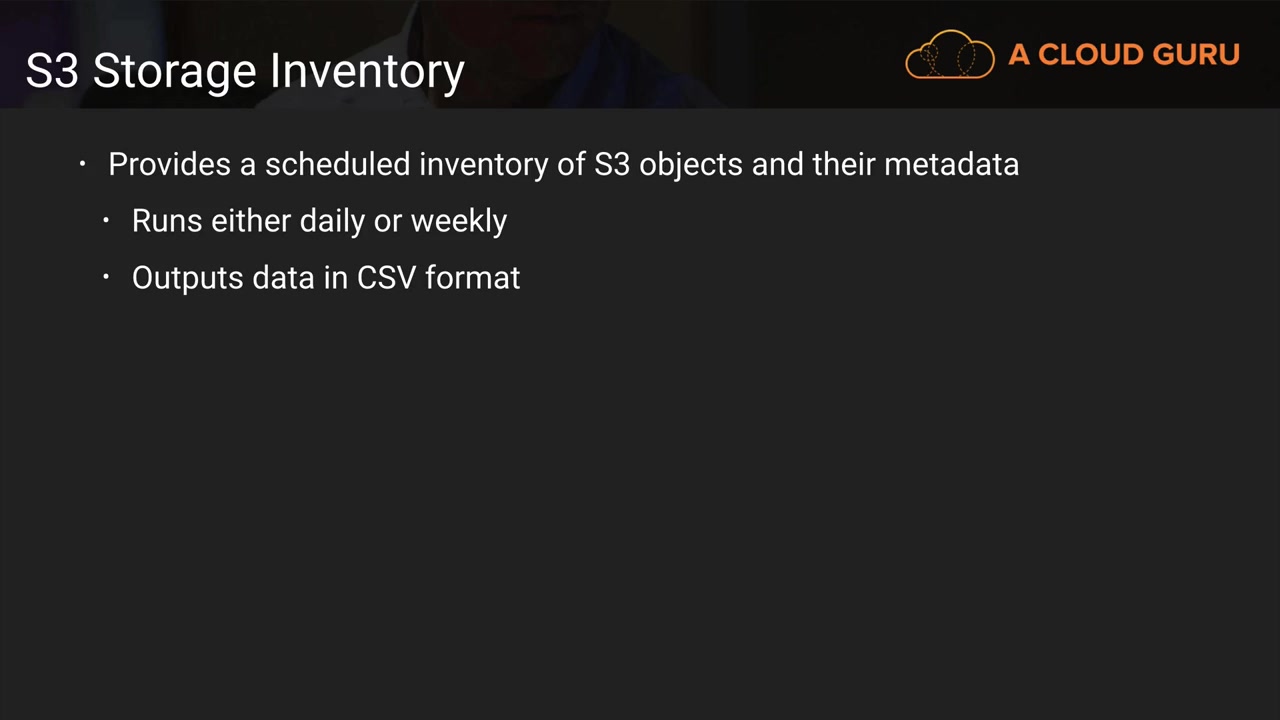 S3 Storage Inventory
A CLOUD GURU
• Provides a scheduled inventory of S3 objects and their metadata
• Runs either daily or weekly
• Outputs data in CSV format